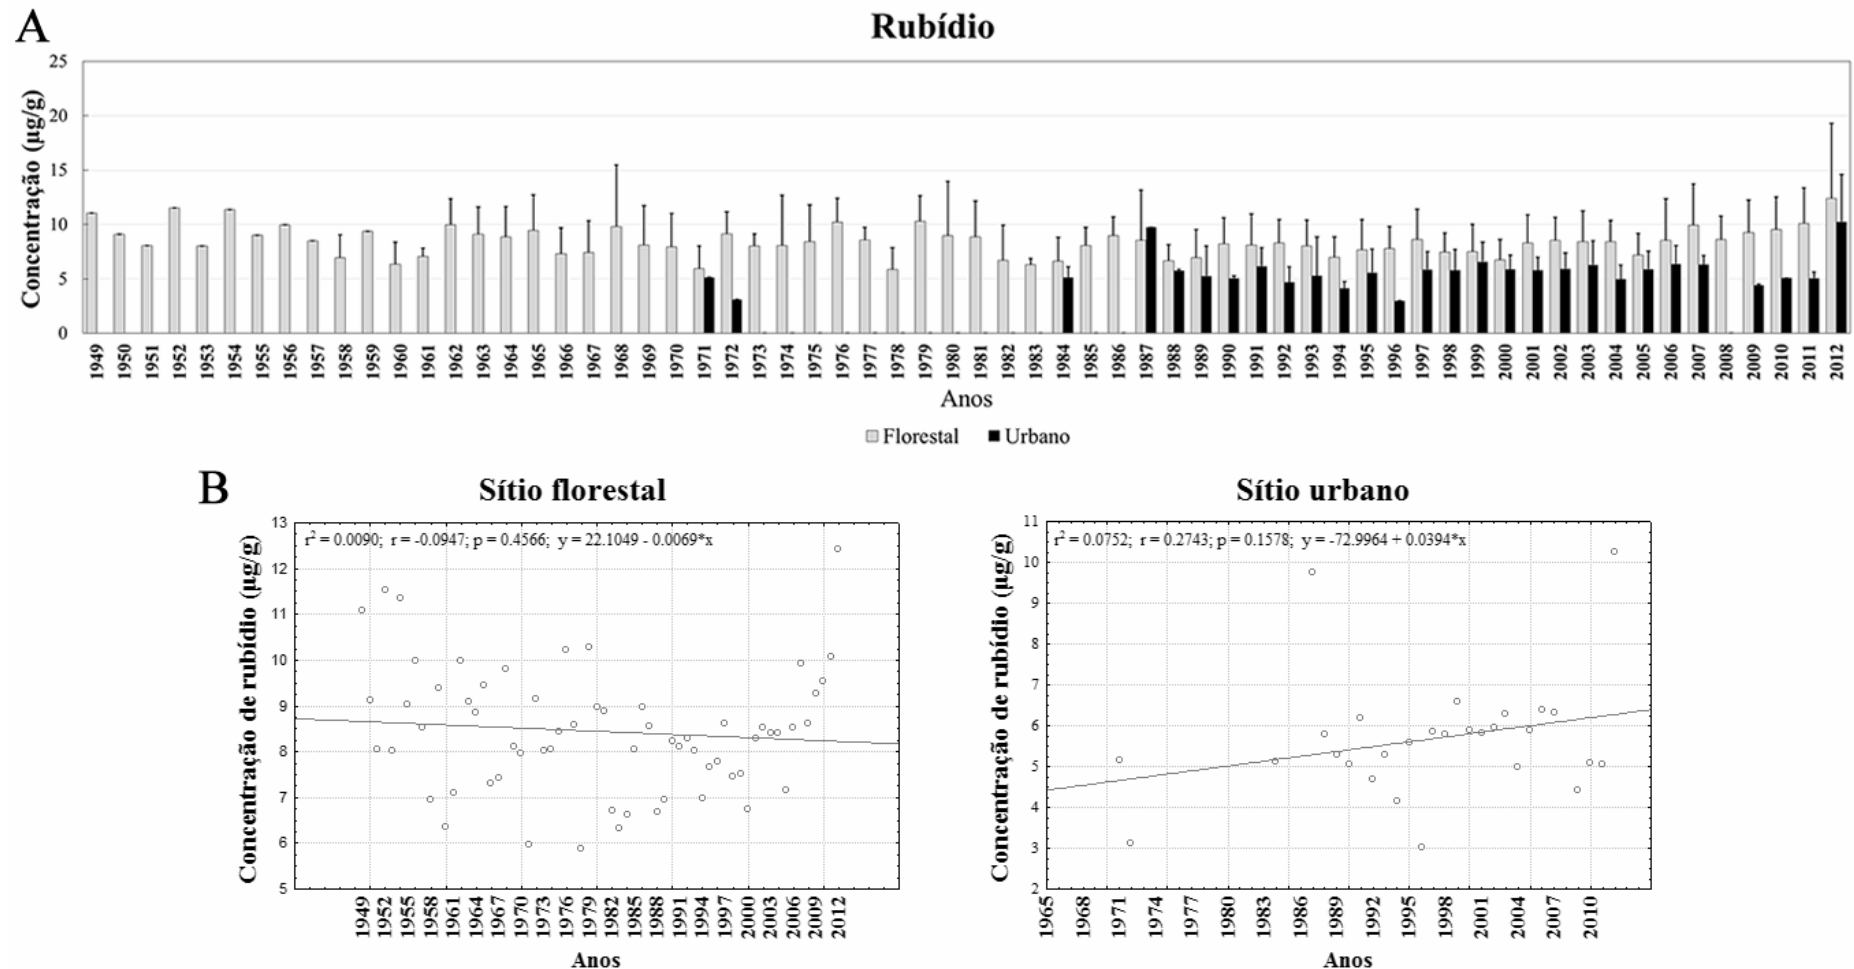 A
Rubídio
Concentração (µg/g)
25
20
15
10
5
0
1949 1950 1951 1952 1953 1954 1955 1956 1957 1958 1959 1960 1961 1962 1963 1964 1965 1966 1967 1968 1969 1970 1971 1972 1973 1974 1975 1976 1977 1978 1979 1980 1981 1982 1983 1984 1985 1986 1987 1988 1989 1990 1991 1992 1993 1994 1995 1996 1997 1998 1999 2000 2001 2002 2003 2004 2005 2006 2007 2008 2009 2010 2011 2012
Anos
Florestal Urbano
B
Sítio florestal
r² = 0.0090; r = -0.0947; p = 0.4566; y = 22.1049 - 0.0069*x
Concentração de rubídio (µg/g)
13
12
11
10
9
8
7
6
5
1949 1952 1955 1958 1961 1964 1967 1970 1973 1976 1979 1982 1985 1988 1991 1994 1997 2000 2003 2006 2009 2012
Anos
Sítio urbano
r² = 0.0752; r = 0.2743; p = 0.1578; y = -72.9964 + 0.0394*x
Concentração de rubídio (µg/g)
11
10
9
8
7
6
5
4
3
2
1965 1968 1971 1974 1977 1980 1983 1986 1989 1992 1995 1998 2001 2004 2007 2010
Anos